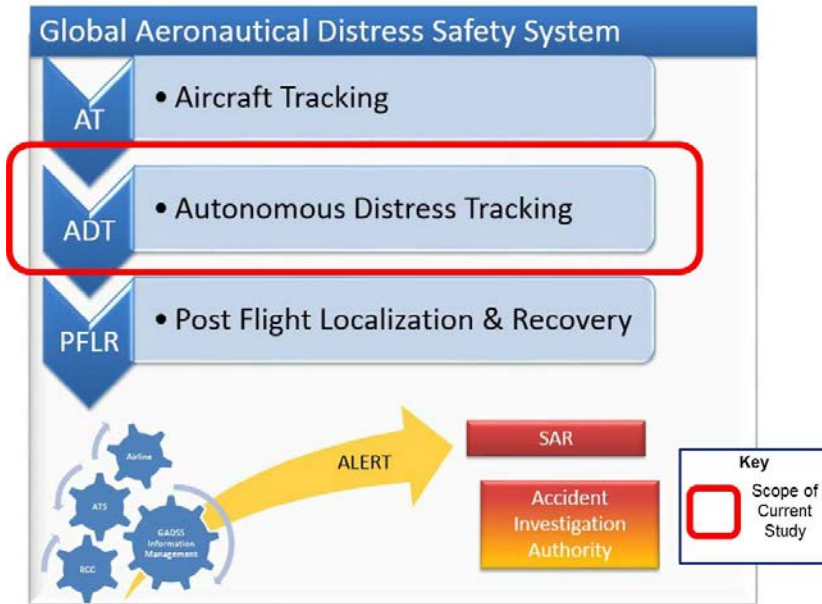 Global Aeronautical Distress Safety System
AT
• Aircraft Tracking
ADT
• Autonomous Distress Tracking
PFLR
• Post Flight Localization & Recovery
Airline
ATS
GADSS
Information
Management
RCC
ALERT
SAR
Accident
Investigation
Authority
Key
Scope of
Current
Study